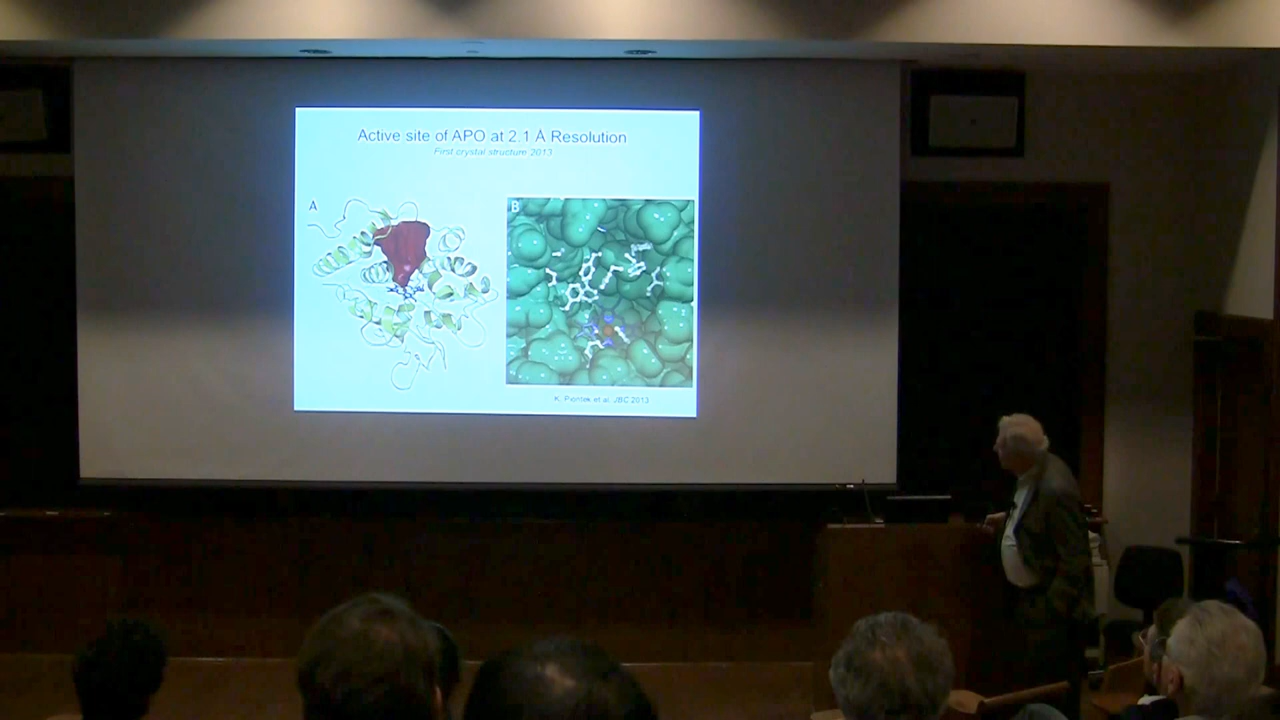 Active site of APO at 2.1 Å Resolution
First crystal structure 2013
A
B
K. Piontek et al. JBC 2013